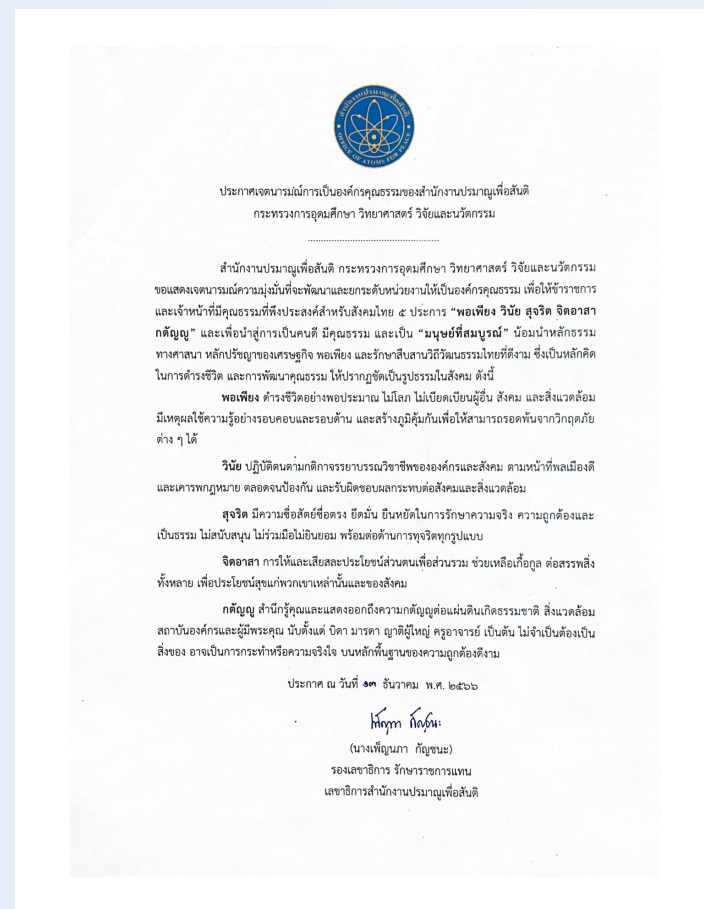 สำนักงานปรมาณูเพื่อสันติ
OFFICE OF ATOMS FOR PEACE
ประกาศเจตนารมณ์การเป็นองค์กรคุณธรรมของสำนักงานปรมาณูเพื่อสันติ
กระทรวงการอุดมศึกษา วิทยาศาสตร์ วิจัยและนวัตกรรม
สำนักงานปรมาณูเพื่อสันติ กระทรวงการอุดมศึกษา วิทยาศาสตร์ วิจัยและนวัตกรรม
ขอแสดงเจตนารมณ์ความมุ่งมั่นที่จะพัฒนาและยกระดับหน่วยงานให้เป็นองค์กรคุณธรรม เพื่อให้ข้าราชการ
และเจ้าหน้าที่มีคุณธรรมที่พึงประสงค์สำหรับสังคมไทย ๕ ประการ “พอเพียง วินัย สุจริต จิตอาสา
กตัญญู” และเพื่อนำสู่การเป็นคนดี มีคุณธรรม และเป็น “มนุษย์ที่สมบูรณ์” น้อมนำหลักธรรม
ทางศาสนา หลักปรัชญาของเศรษฐกิจ พอเพียง และรักษาสืบสานวิถีวัฒนธรรมไทยที่ดีงาม ซึ่งเป็นหลักคิด
ในการดำรงชีวิต และการพัฒนาคุณธรรม ให้ปรากฏชัดเป็นรูปธรรมในสังคม ดังนี้
พอเพียง ดำรงชีวิตอย่างพอประมาณ ไม่โลภ ไม่เบียดเบียนผู้อื่น สังคม และสิ่งแวดล้อม
มีเหตุผลใช้ความรู้อย่างรอบคอบและรอบด้าน และสร้างภูมิคุ้มกันเพื่อให้สามารถรอดพ้นจากวิกฤตภัย
ต่าง ๆ ได้
วินัย ปฏิบัติตนตามกติกาจรรยาบรรณวิชาชีพขององค์กรและสังคม ตามหน้าที่พลเมืองดี
และเคารพกฎหมาย ตลอดจนป้องกัน และรับผิดชอบผลกระทบต่อสังคมและสิ่งแวดล้อม
สุจริต มีความซื่อสัตย์ซื่อตรง ยึดมั่น ยืนหยัดในการรักษาความจริง ความถูกต้องและ
เป็นธรรม ไม่สนับสนุน ไม่ร่วมมือไม่ยินยอม พร้อมต่อต้านการทุจริตทุกรูปแบบ
จิตอาสา การให้และเสียสละประโยชน์ส่วนตนเพื่อส่วนรวม ช่วยเหลือเกื้อกูล ต่อสรรพสิ่ง
ทั้งหลาย เพื่อประโยชน์สุขแก่พวกเขาเหล่านั้นและของสังคม
กตัญญู สำนึกรู้คุณและแสดงออกถึงความกตัญญูต่อแผ่นดินเกิดธรรมชาติ สิ่งแวดล้อม
สถาบันองค์กรและผู้มีพระคุณ นับตั้งแต่ บิดา มารดา ญาติผู้ใหญ่ ครูอาจารย์ เป็นต้น ไม่จำเป็นต้องเป็น
สิ่งของ อาจเป็นการกระทำหรือความจริงใจ บนหลักพื้นฐานของความถูกต้องดีงาม
ประกาศ ณ วันที่ ๑๓ ธันวาคม พ.ศ. ๒๕๖๖
เพ็ญนภา กัญชนะ
(นางเพ็ญนภา กัญชนะ)
รองเลขาธิการ รักษาราชการแทน
เลขาธิการสำนักงานปรมาณูเพื่อสันติ